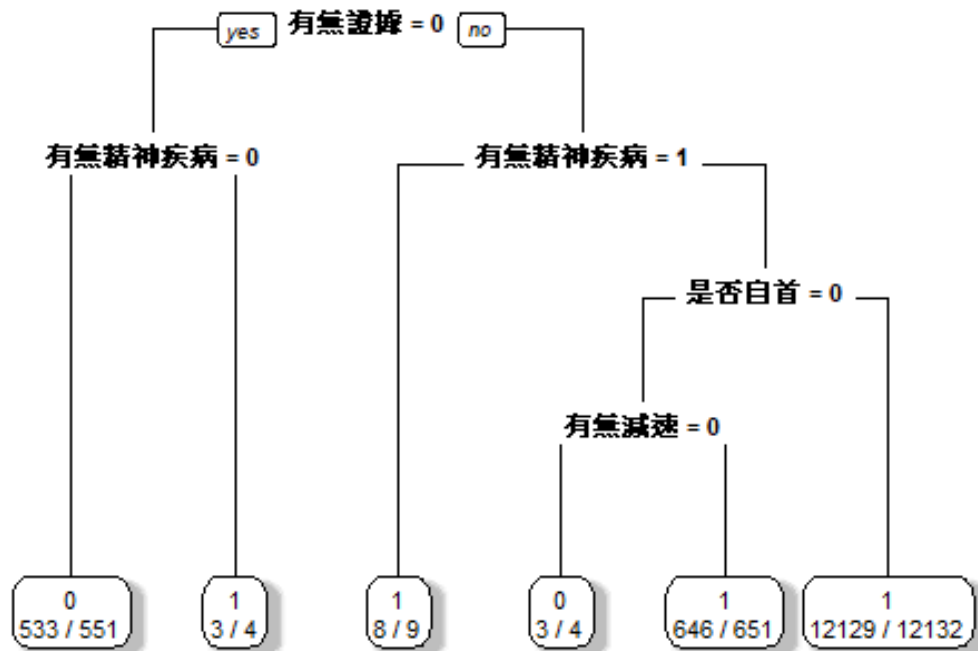 yes 有無證據 = 0 no
有無精神疾病 = 0
有無精神疾病 = 1
是否自首 = 0
有無減速 = 0
0
533 / 551
1
3 / 4
1
8 / 9
0
3 / 4
1
646 / 651
1
12129 / 12132